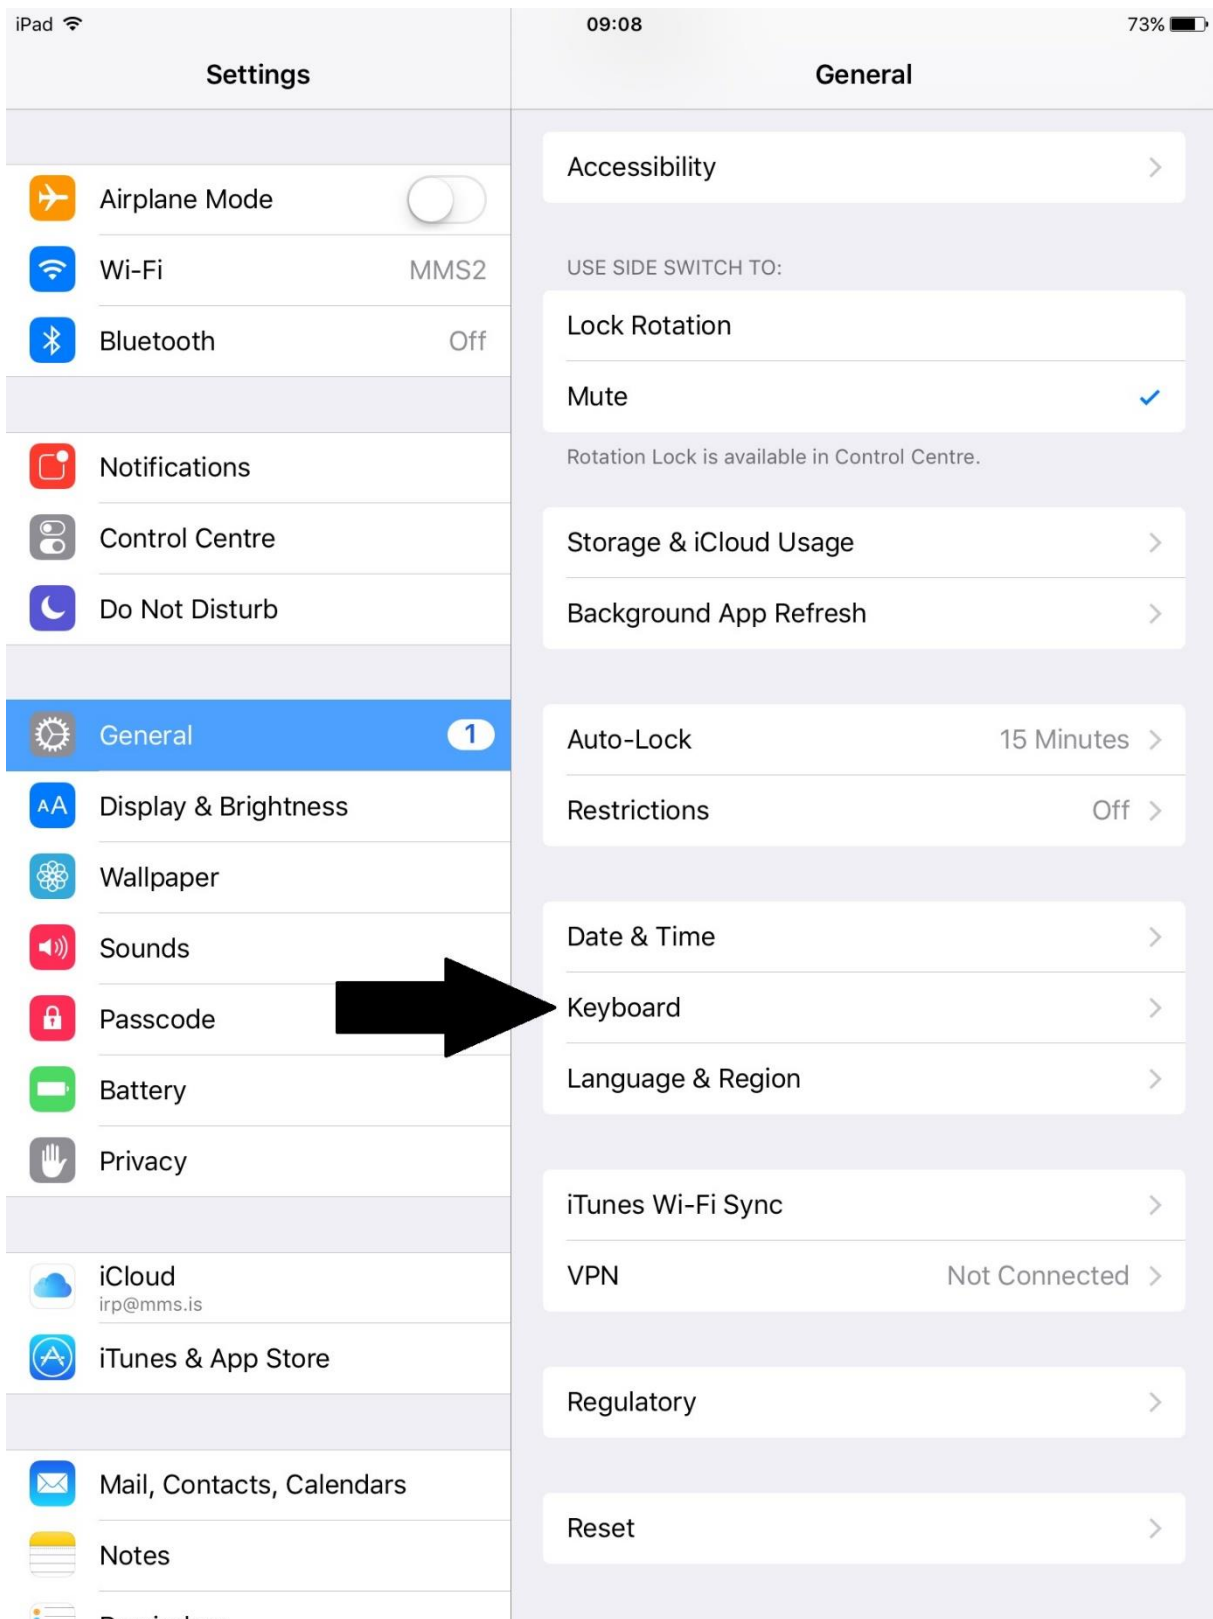 iPad
09:08
73%
Settings
General
Airplane Mode
Wi-Fi MMS2
Bluetooth Off
Notifications
Control Centre
Do Not Disturb
General 1
AA Display & Brightness
Wallpaper
Sounds
Passcode
Battery
Privacy
iCloud
irp@mms.is
iTunes & App Store
Mail, Contacts, Calendars
Notes
Accessibility
USE SIDE SWITCH TO:
Lock Rotation
Mute
Rotation Lock is available in Control Centre.
Storage & iCloud Usage
Background App Refresh
Auto-Lock 15 Minutes
Restrictions Off
Date & Time
Keyboard
Language & Region
iTunes Wi-Fi Sync
VPN Not Connected
Regulatory
Reset